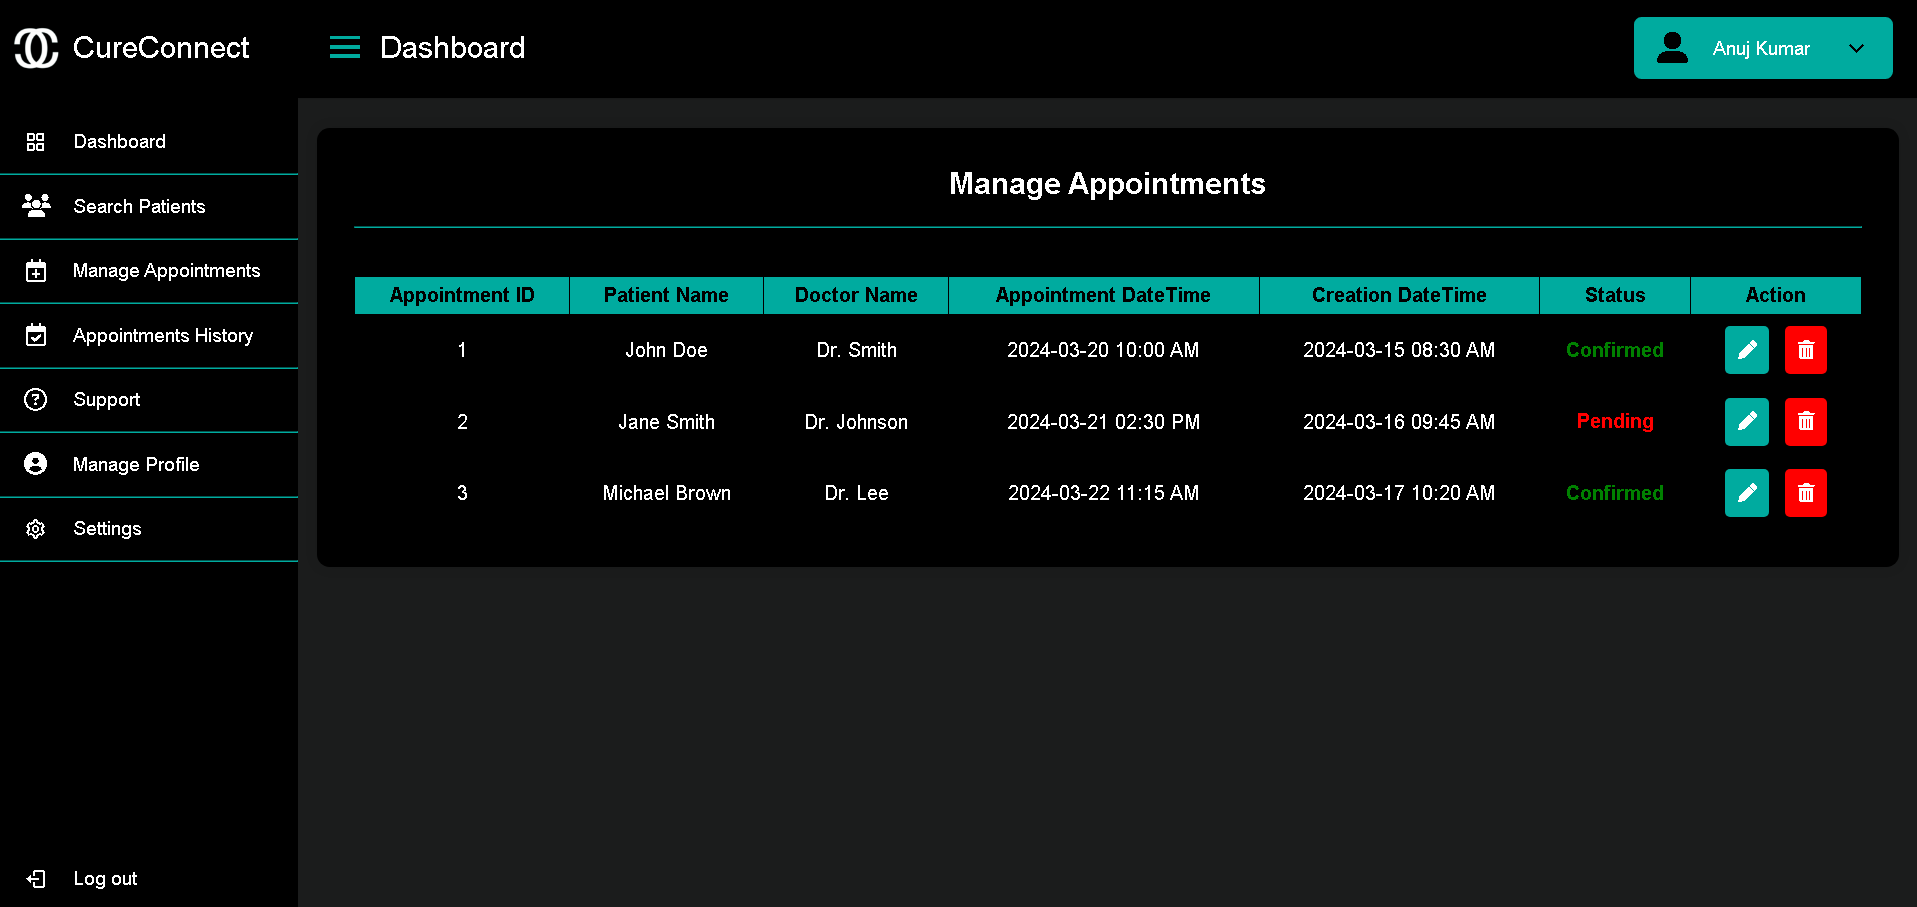 CureConnect
Dashboard
Anuj Kumar
Dashboard
Search Patients
Manage Appointments
Appointments History
Support
Manage Profile
Settings
Log out
Manage Appointments
Appointment ID Patient Name Doctor Name Appointment DateTime Creation DateTime Status Action
1 John Doe Dr. Smith 2024-03-20 10:00 AM 2024-03-15 08:30 AM Confirmed
2 Jane Smith Dr. Johnson 2024-03-21 02:30 PM 2024-03-16 09:45 AM Pending
3 Michael Brown Dr. Lee 2024-03-22 11:15 AM 2024-03-17 10:20 AM Confirmed